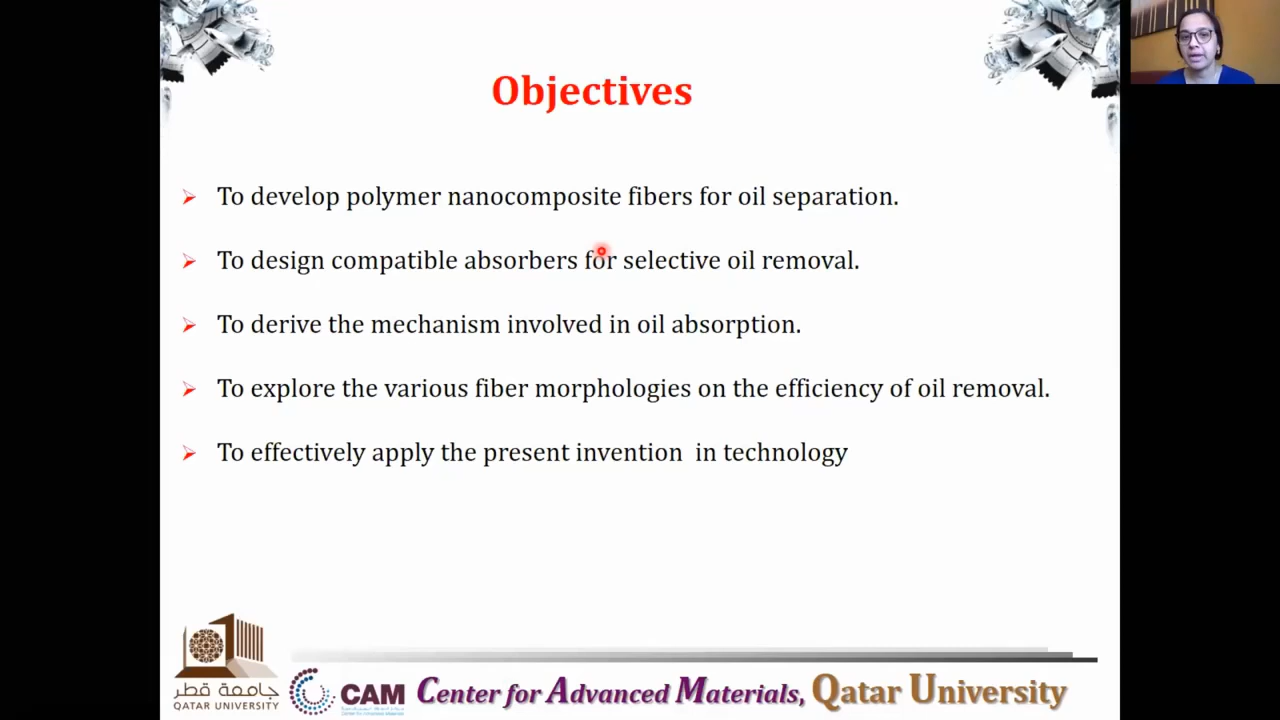 Objectives
To develop polymer nanocomposite fibers for oil separation.
To design compatible absorbers for selective oil removal.
To derive the mechanism involved in oil absorption.
To explore the various fiber morphologies on the efficiency of oil removal.
To effectively apply the present invention  in technology
جامعة قطر
QATAR UNIVERSITY
CAM
Center for Advanced Materials, Qatar University